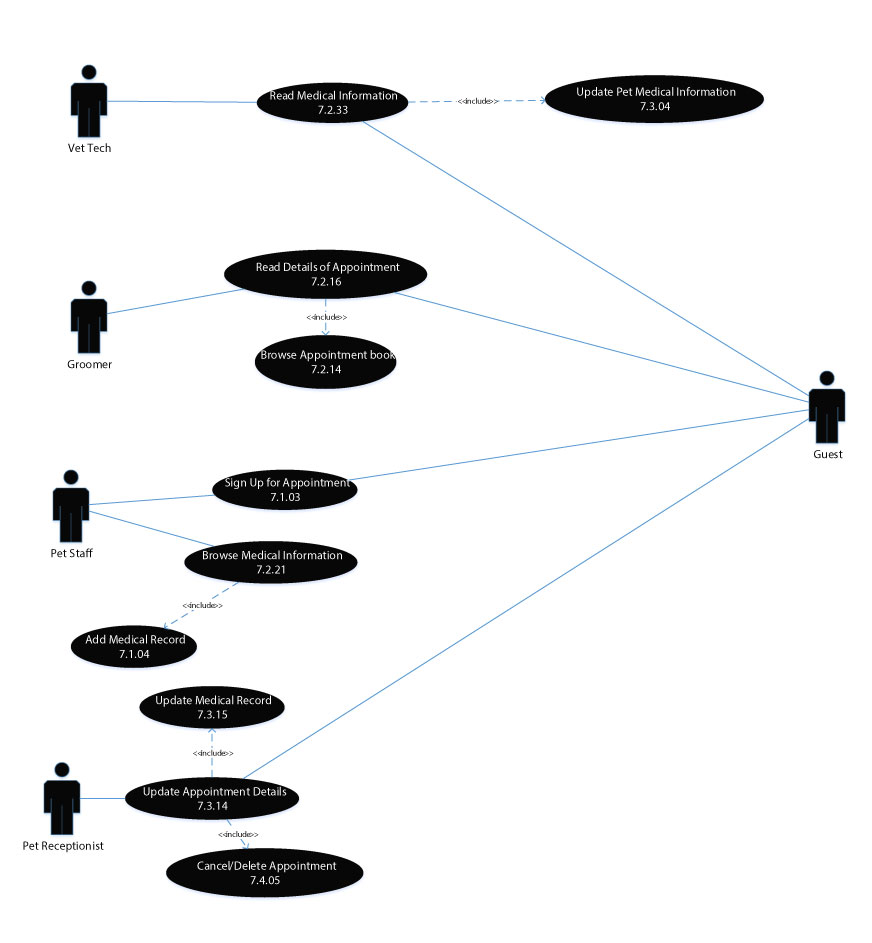 Read Medical Information
7.2.33
<<include>>
Update Pet Medical Information
7.3.04
Vet Tech
Read Details of Appointment
7.2.16
<<include>>
Browse Appointment book
7.2.14
Groomer
Guest
Sign Up for Appointment
7.1.03
Pet Staff
Browse Medical Information
7.2.21
<<include>>
Add Medical Record
7.1.04
Update Medical Record
7.3.15
<<include>>
Update Appointment Details
7.3.14
Pet Receptionist
<<include>>
Cancel/Delete Appointment
7.4.05